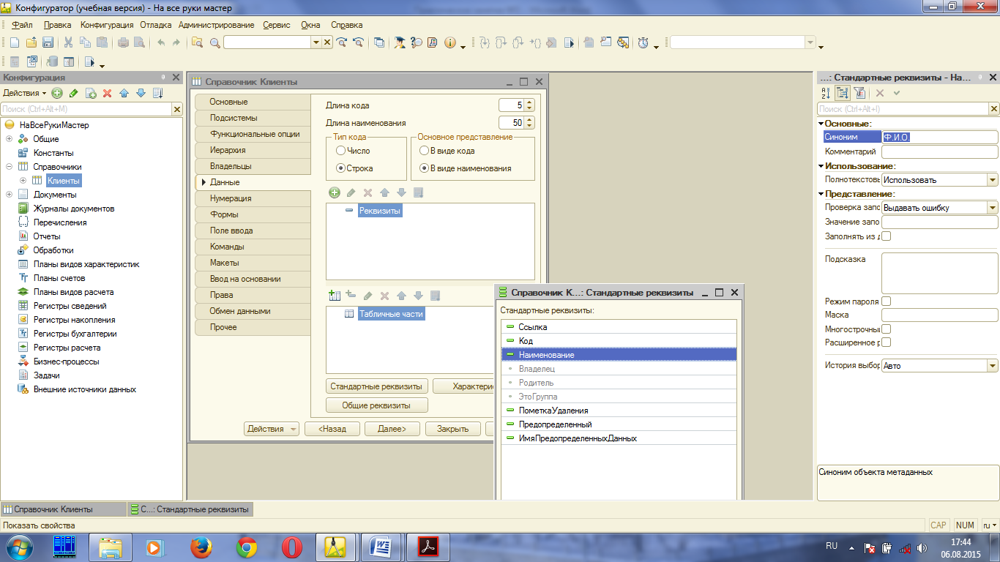 Конфигуратор (учебная версия) - На все руки мастер
Файл Правка Конфигурация Отладка Администрирование Сервис Окна Справка
Конфигурация
Действия
Поиск (Ctrl+Alt+M)
НаВсеРукиМастер
Общие
Константы
Справочники
Клиенты
Документы
Журналы документов
Перечисления
Отчеты
Обработки
Планы видов характеристик
Планы счетов
Планы видов расчета
Регистры сведений
Регистры накопления
Регистры бухгалтерии
Регистры расчета
Бизнес-процессы
Задачи
Внешние источники данных
Справочник Клиенты
Основные
Подсистемы
Функциональные опции
Иерархия
Владельцы
Данные
Нумерация
Формы
Поле ввода
Команды
Макеты
Ввод на основании
Права
Обмен данными
Прочее
Длина кода 5
Длина наименования 50
Тип кода
Число
Строка
Основное представление
В виде кода
В виде наименования
Реквизиты
Табличные части
Стандартные реквизиты Характерис
Общие реквизиты
Действия <Назад Далее> Закрыть
Справочник К...: Стандартные реквизиты
Стандартные реквизиты:
Ссылка
Код
Наименование
Владелец
Родитель
ЭтоГруппа
ПометкаУдаления
Предопределенный
ИмяПредопределенныхДанных
...: Стандартные реквизиты - На...
Поиск (Ctrl+Alt+I)
Основные:
Синоним Ф.И.О.
Комментарий
Использование:
Полнотекстовь Использовать
Представление:
Проверка запо Выдавать ошибку
Значение запо
Заполнять из д
Подсказка
Режим пароля
Маска
Многострочны
Расширенное р
История выбор Авто
Синоним объекта метаданных
Справочник Клиенты С...: Стандартные реквизиты
Показать свойства
CAP NUM ru
RU
17:44
06.08.2015